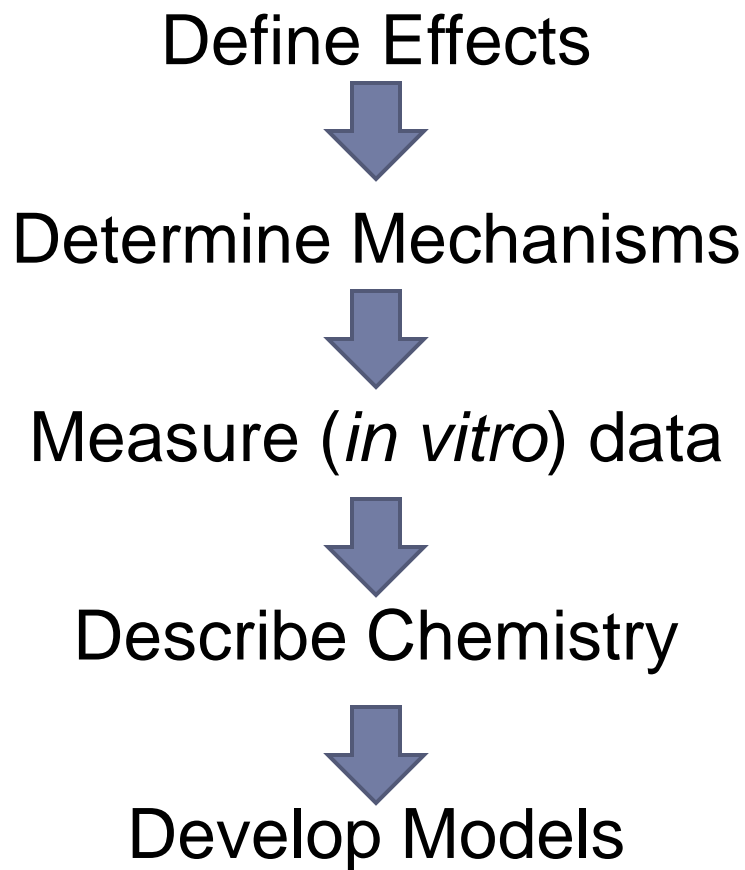 Define Effects
Determine Mechanisms
Measure (in vitro) data
Describe Chemistry
Develop Models